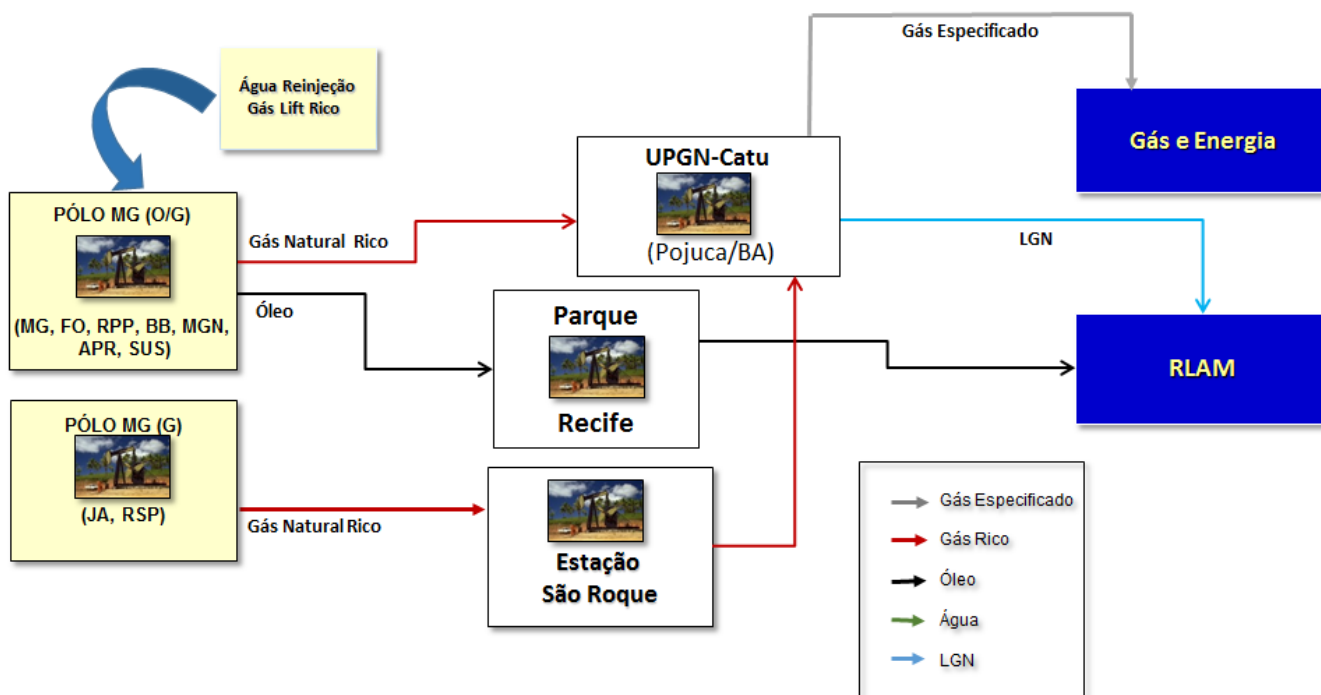 Gás Especificado
Água Reinjeção
Gás Lift Rico
Gás e Energia
UPGN-Catu
(Pojuca/BA)
PÓLO MG (O/G)
(MG, FO, RPP, BB, MGN,
APR, SUS)
Gás Natural Rico
LGN
Óleo
Parque
Recife
RLAM
PÓLO MG (G)
(JA, RSP)
Gás Natural Rico
Estação
São Roque
Gás Especificado
Gás Rico
Óleo
Água
LGN